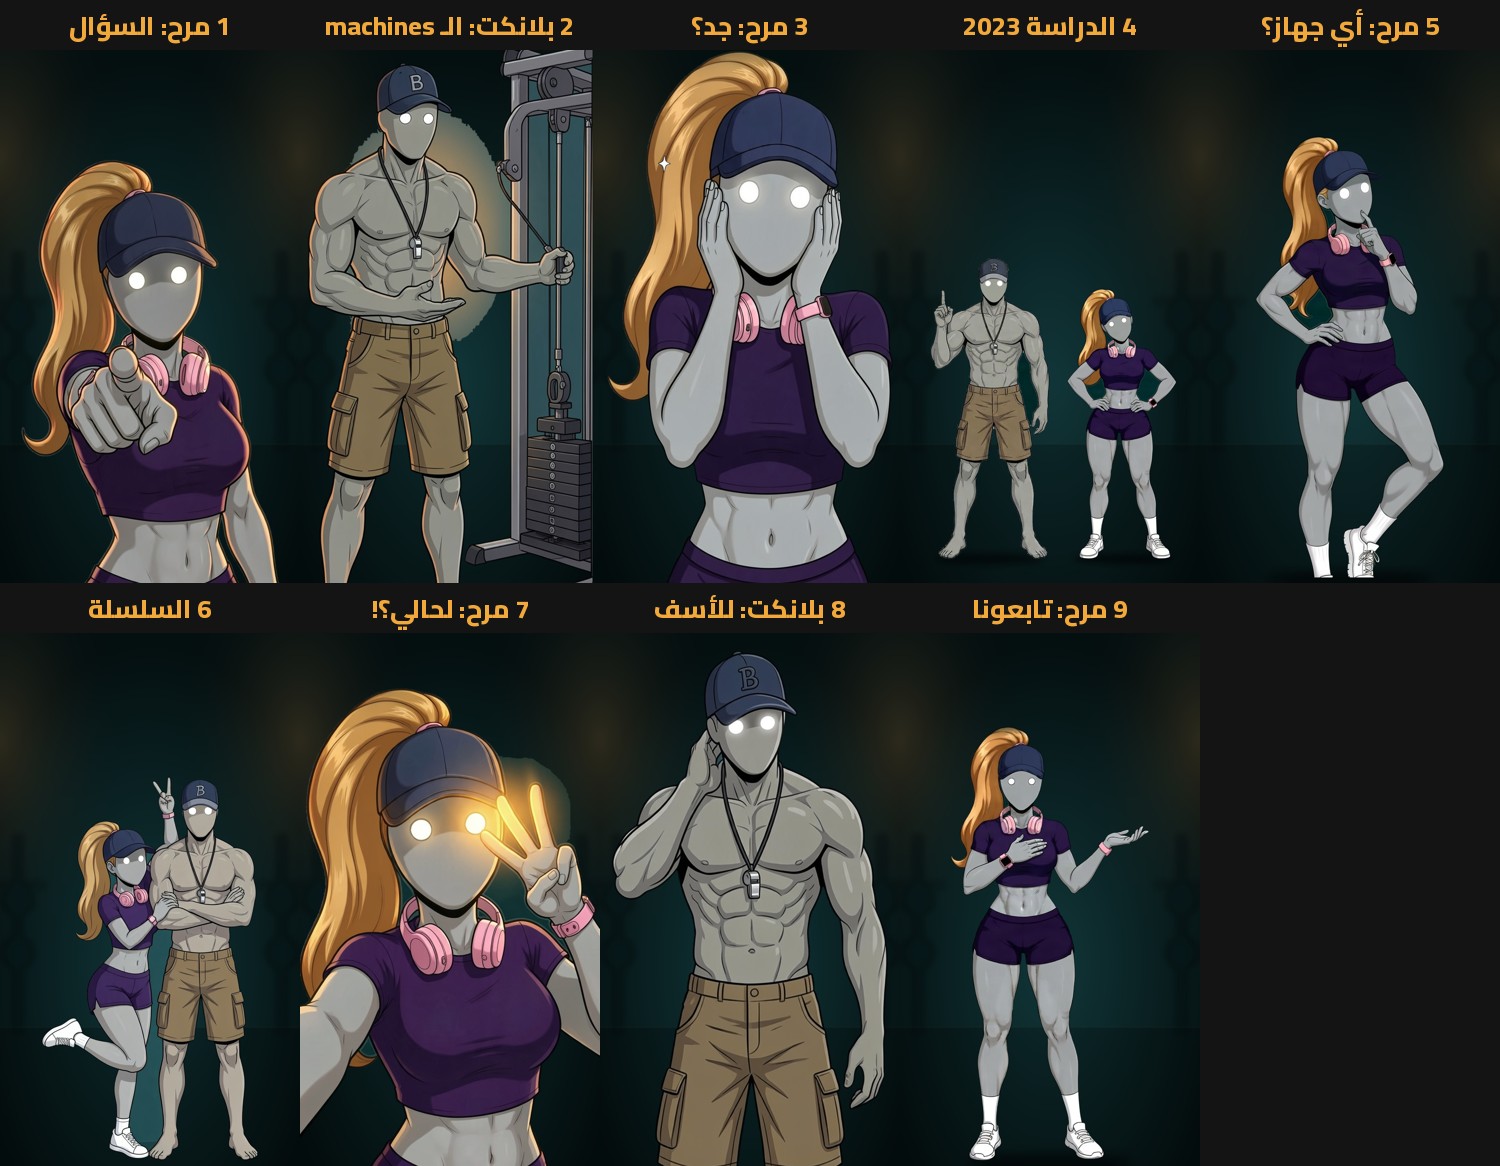 1 مرح: السؤال
2 بلانكت: الـ machines
3 مرح: جد؟
4 الدراسة 2023
5 مرح: أي جهاز؟
B
B
6 السلسلة
7 مرح: لحالي؟!
8 بلانكت: للأسف
9 مرح: تابعونا
B
B